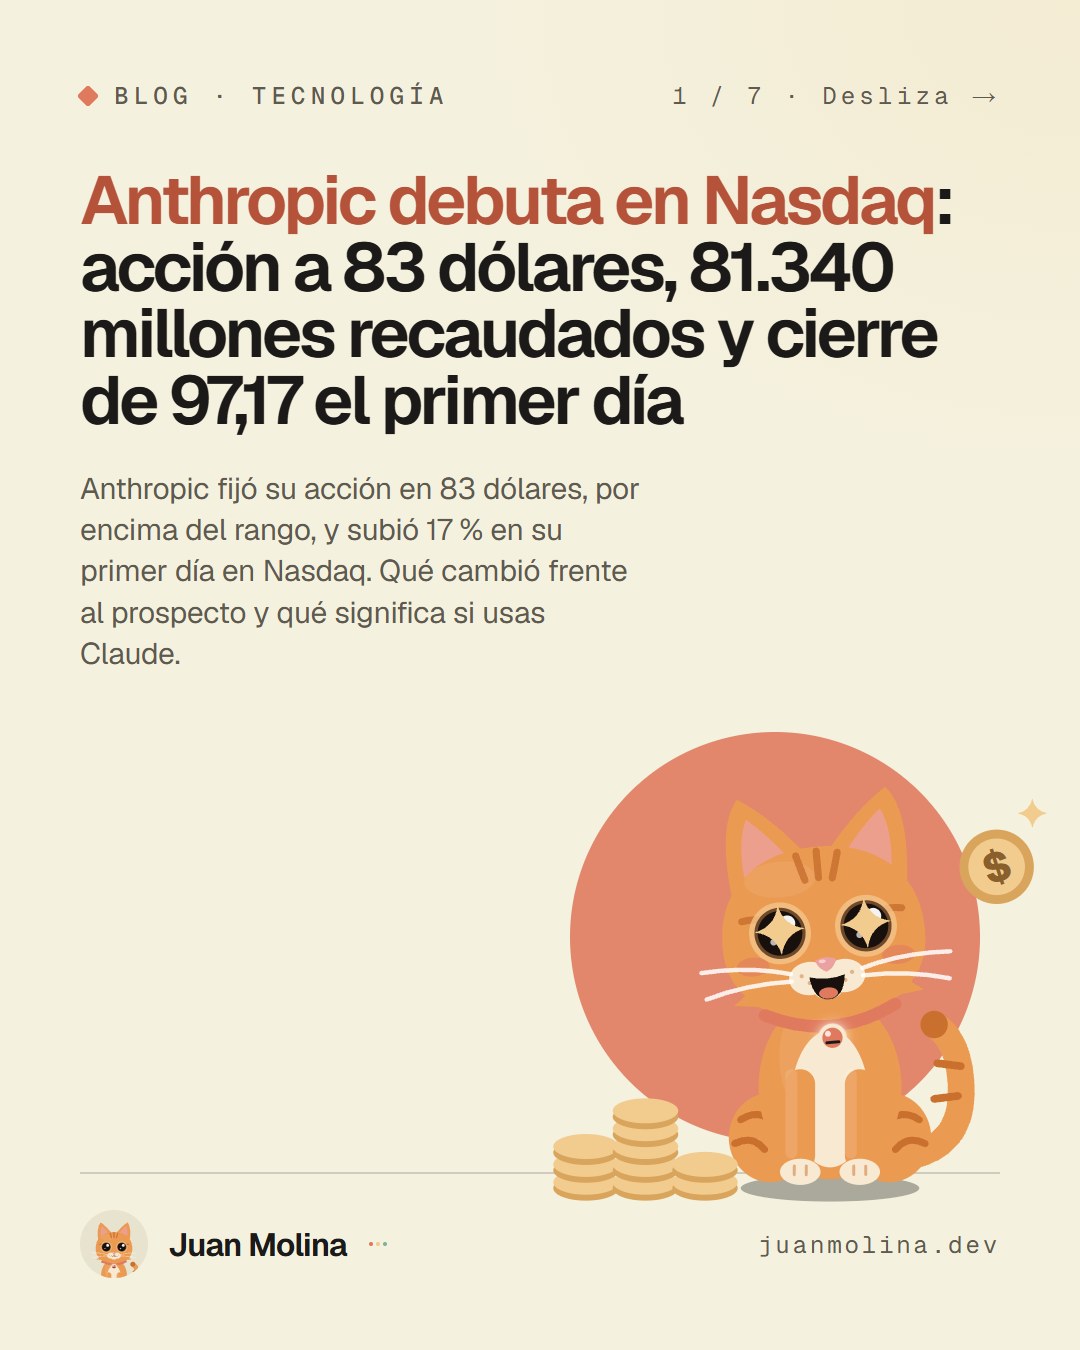 BLOG · TECNOLOGÍA
1 / 7 · Desliza →
Anthropic debuta en Nasdaq:
acción a 83 dólares, 81.340
millones recaudados y cierre
de 97,17 el primer día
Anthropic fijó su acción en 83 dólares, por
encima del rango, y subió 17 % en su
primer día en Nasdaq. Qué cambió frente
al prospecto y qué significa si usas
Claude.
$
Juan Molina
juanmolina.dev